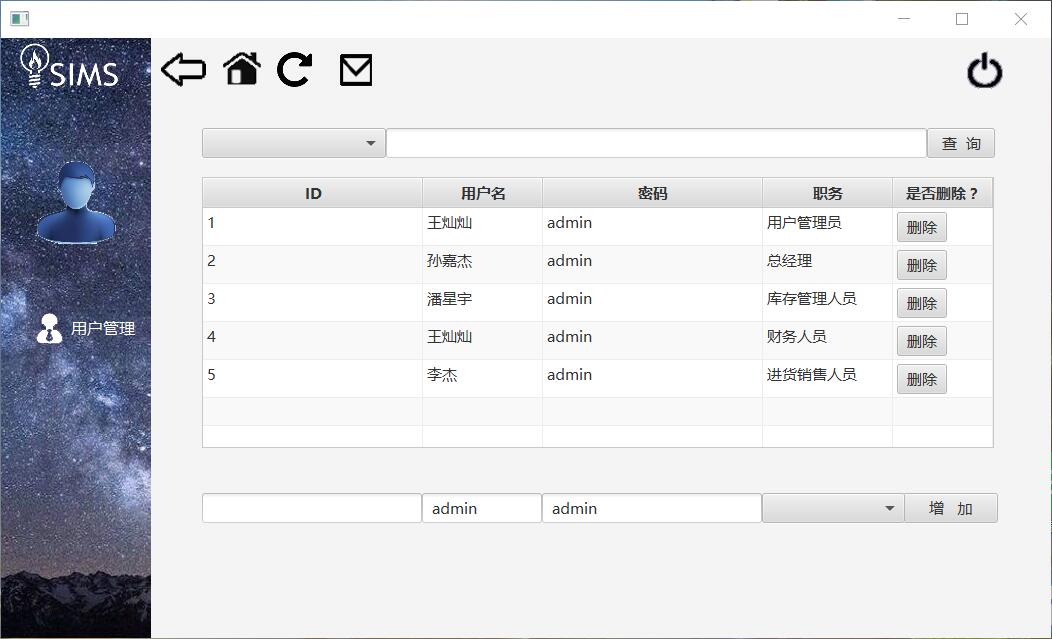 SIMS
查 询
ID 用户名 密码 职务 是否删除？
1 王灿灿 admin 用户管理员 删除
2 孙嘉杰 admin 总经理 删除
3 潘星宇 admin 库存管理人员 删除
用户管理
4 王灿灿 admin 财务人员 删除
5 李杰 admin 进货销售人员 删除
admin admin 增 加